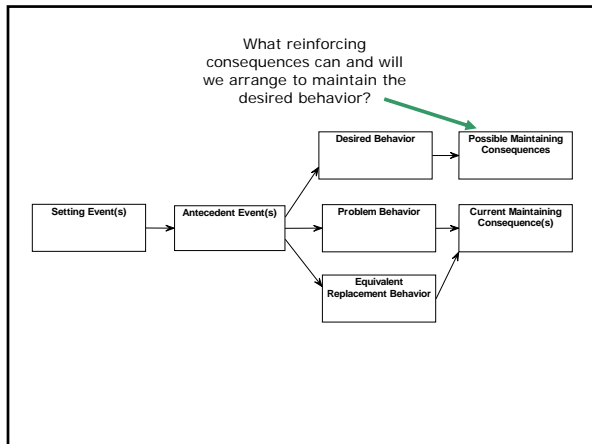 What reinforcing
consequences can and will
we arrange to maintain the
desired behavior?
Desired Behavior
Possible Maintaining
Consequences
Setting Event(s)
Antecedent Event(s)
Problem Behavior
Current Maintaining
Consequence(s)
Equivalent
Replacement Behavior